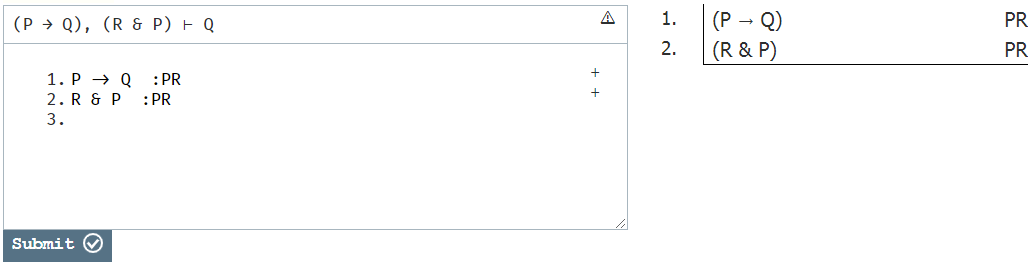 (P → Q), (R & P) ⊢ Q
1. P → Q :PR
2. R & P :PR
3.
Submit
1. (P → Q) PR
2. (R & P) PR